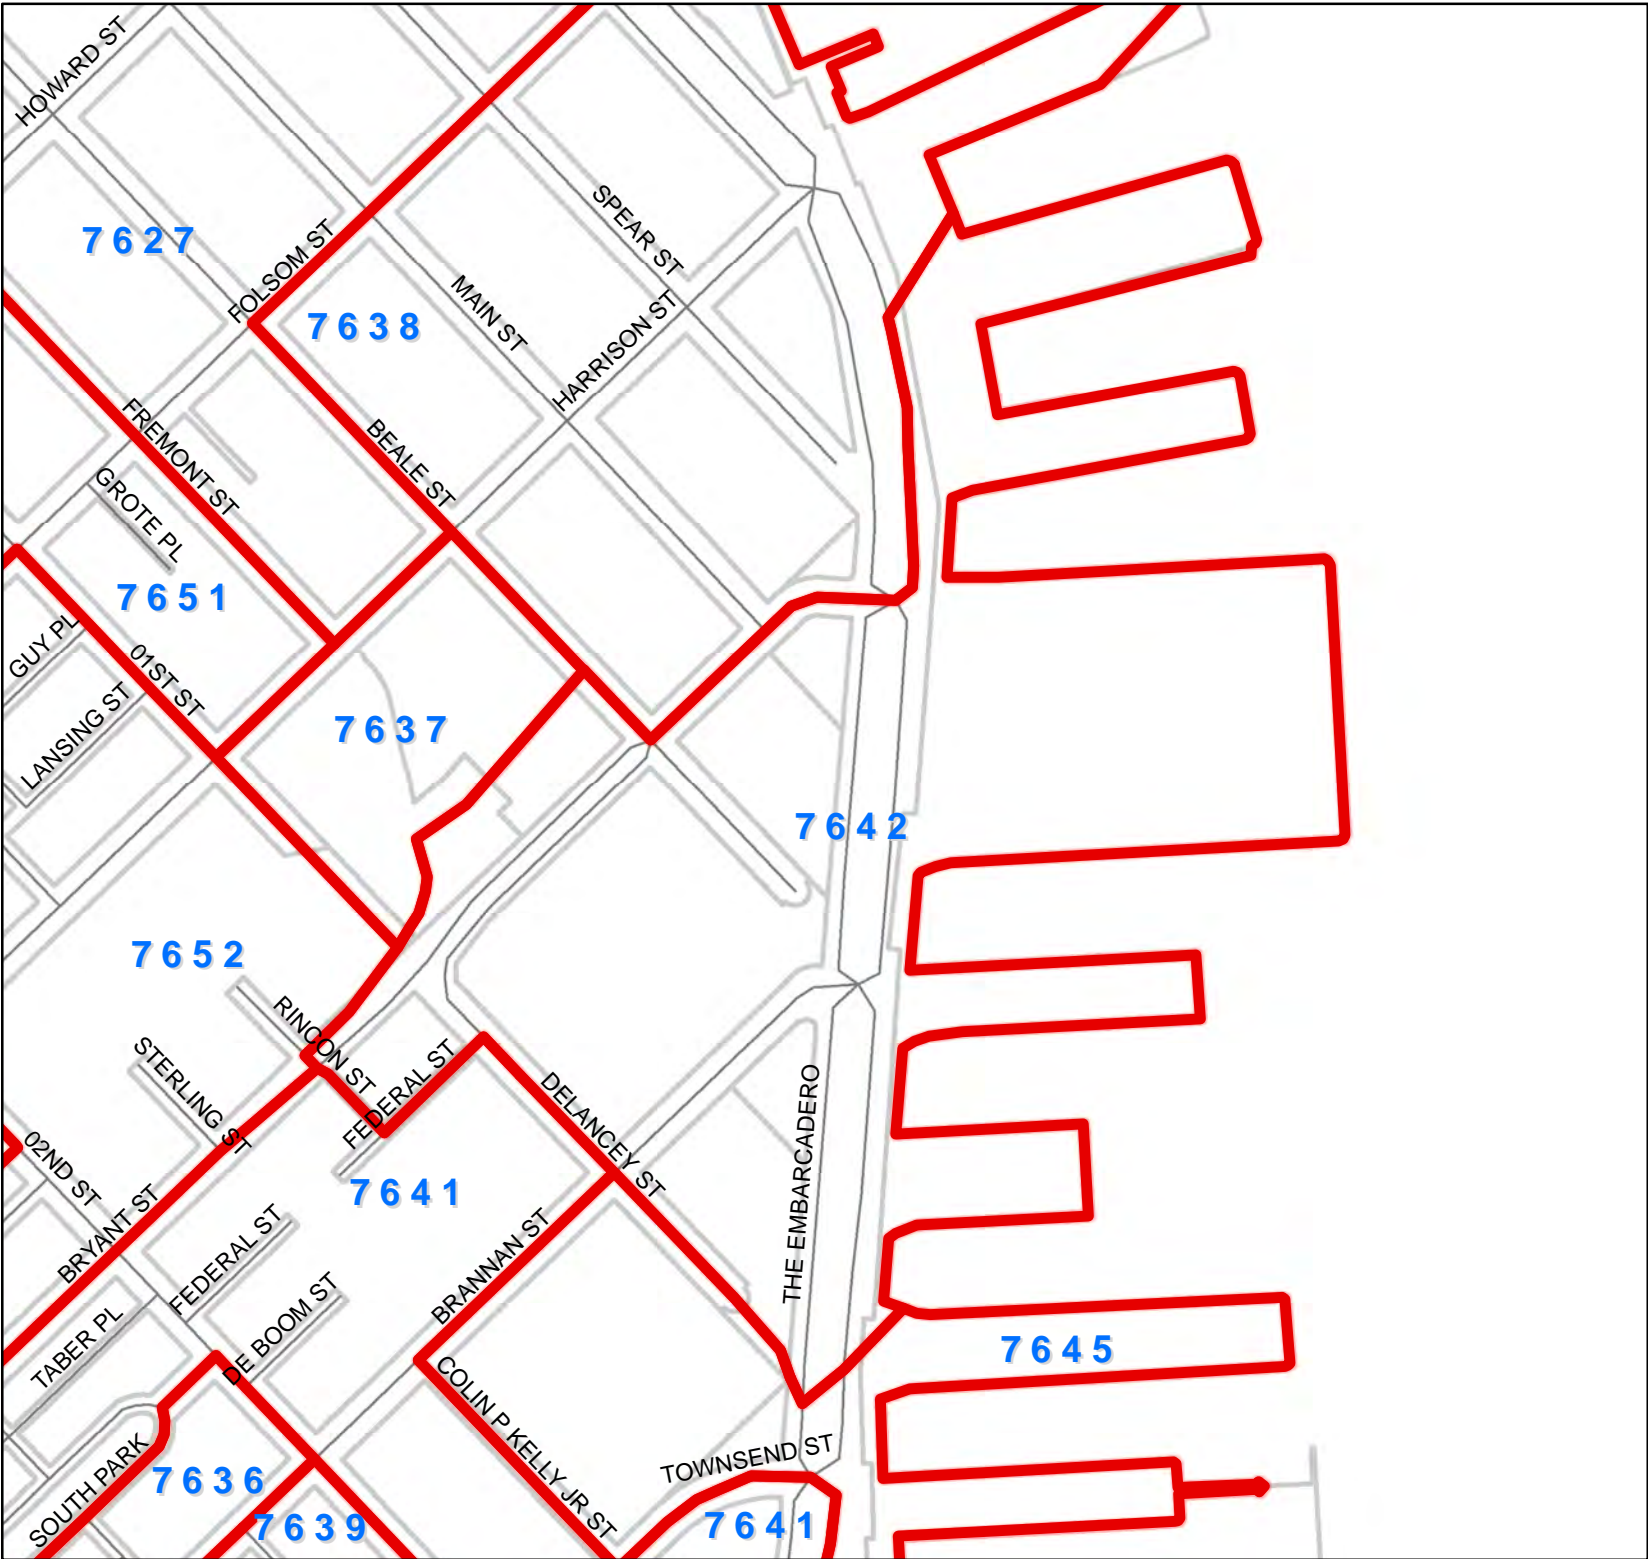 HOWARD ST
7627
FOLSOM ST
SPEAR ST
MAIN ST
7638
HARRISON ST
FREMONT ST
BEALE ST
GROTE PL
7651
GUY PL
01ST ST
LANSING ST
7637
7642
7652
RINCON ST
STERLING ST
FEDERAL ST
DELANCEY ST
THE EMBARCADERO
02ND ST
7641
BRYANT ST
FEDERAL ST
BRANNAN ST
DE BOOM ST
TABER PL
7645
COLIN P KELLY JR ST
TOWNSEND ST
SOUTH PARK
7636
7639
7641